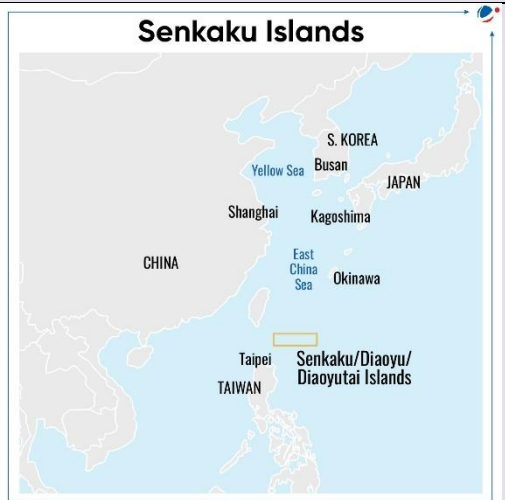 Senkaku Islands
S. KOREA
Yellow Sea
Busan
JAPAN
Shanghai
Kagoshima
CHINA
East
China
Sea
Okinawa
Taipei
Senkaku/Diaoyu/
Diaoyutai Islands
TAIWAN